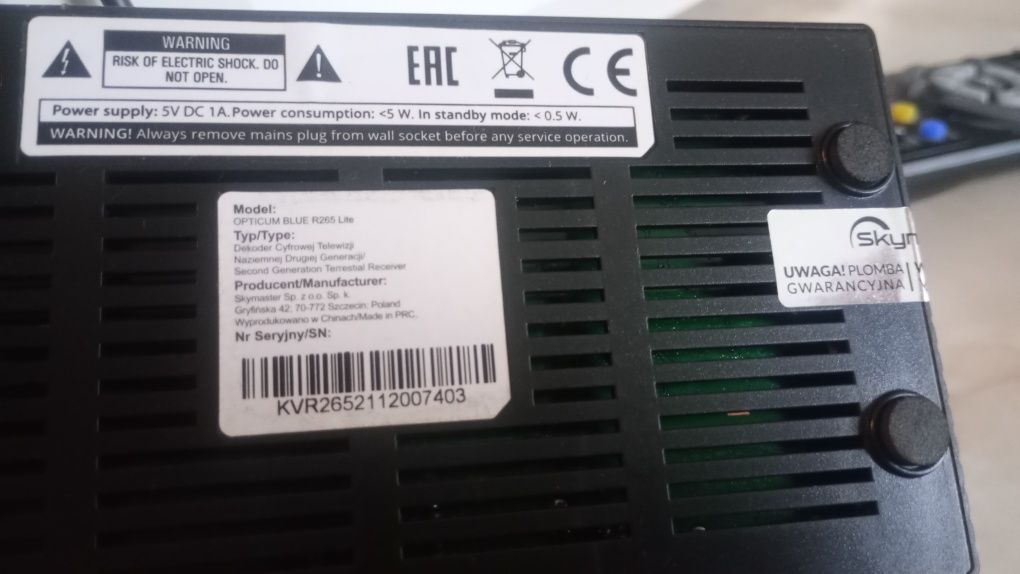 WARNING
RISK OF ELECTRIC SHOCK. DO
NOT OPEN.
EAC
CE
Power supply: 5V DC 1A. Power consumption: <5 W. In standby mode: < 0.5 W.
WARNING! Always remove mains plug from wall socket before any service operation.
Model:
OPTICUM BLUE R265 Lite
Typ/Type:
Dekoder Cyfrowej Telewizji
Naziemnej Drugiej Generacji/
Second Generation Terrestial Receiver
Producent/Manufacturer:
Skymaster Sp. z o.o. Sp. k.
Gryfińska 42, 70-772 Szczecin, Poland
Wyprodukowano w Chinach/Made in PRC.
Nr Seryjny/SN:
KVR2652112007403
UWAGA! PLOMBA
GWARANCYJNA